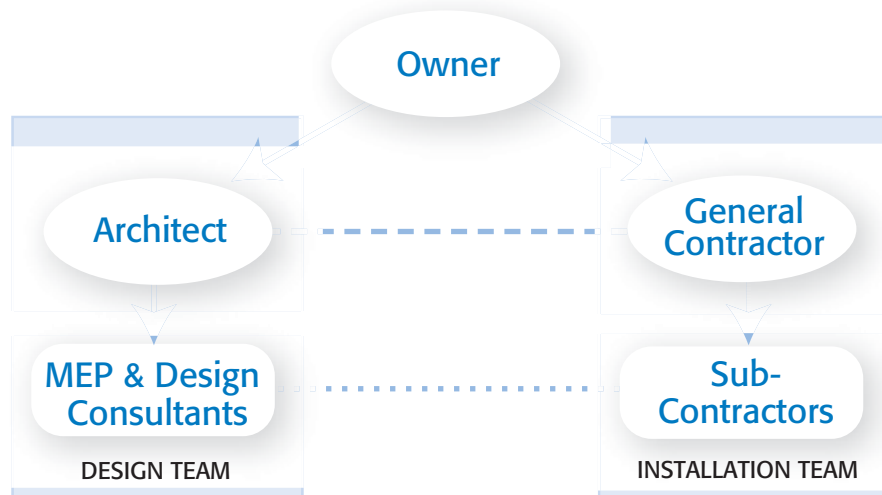 Owner
Architect
General
Contractor
MEP & Design
Consultants
Sub-
Contractors
DESIGN TEAM
INSTALLATION TEAM